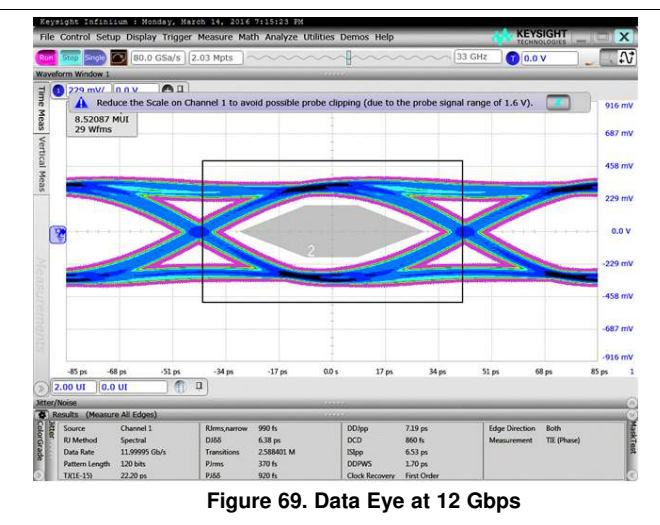 Keysight Infiniium : Monday, March 14, 2016 7:15:23 PM
File Control Setup Display Trigger Measure Math Analyze Utilities Demos Help
KEYSIGHT
TECHNOLOGIES
Run Stop Single 80.0 GSa/s 2.03 Mpts 33 GHz T 0.0 V
Waveform Window 1
1 229 mV/ 0.0 V
Reduce the Scale on Channel 1 to avoid possible probe clipping (due to the probe signal range of 1.6 V).
8.52087 MUI
29 Wfms
Time Meas
Vertical Meas
Measurements
916 mV
687 mV
458 mV
229 mV
0.0 V
-229 mV
-458 mV
-687 mV
-916 mV
2
-85 ps -68 ps -51 ps -34 ps -17 ps 0.0 s 17 ps 34 ps 51 ps 68 ps 85 ps 1
2.00 UI 0.0 UI
Jitter/Noise
Results (Measure All Edges)
ColorGrade
Jitter
MaskTest
Source Channel 1 RJrms,narrow 990 fs DDJpp 7.19 ps Edge Direction Both
RJ Method Spectral DJδδ 6.38 ps DCD 860 fs Measurement TIE (Phase)
Data Rate 11.99995 Gb/s Transitions 2.588401 M ISIpp 6.53 ps
Pattern Length 120 bits PJrms 370 fs DDPWS 1.70 ps
TJ(1E-15) 22.20 ps PJδδ 920 fs Clock Recovery First Order
Figure 69. Data Eye at 12 Gbps